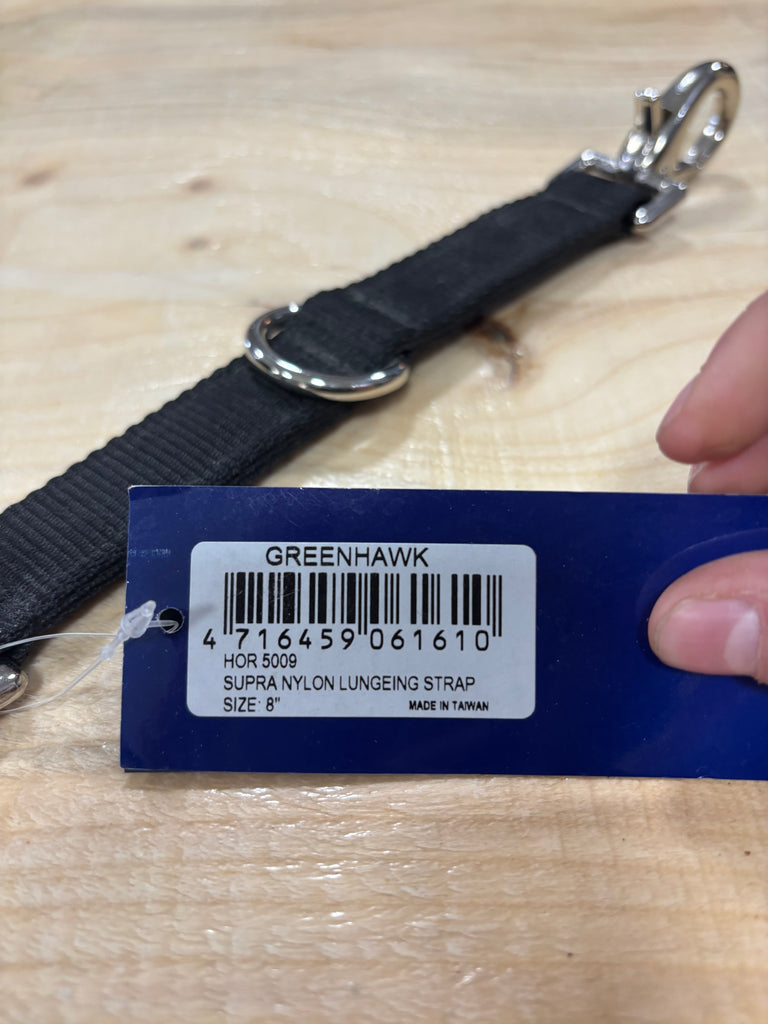 GREENHAWK
4 716459 061610
HOR 5009
SUPRA NYLON LUNGEING STRAP
SIZE: 8"
MADE IN TAIWAN